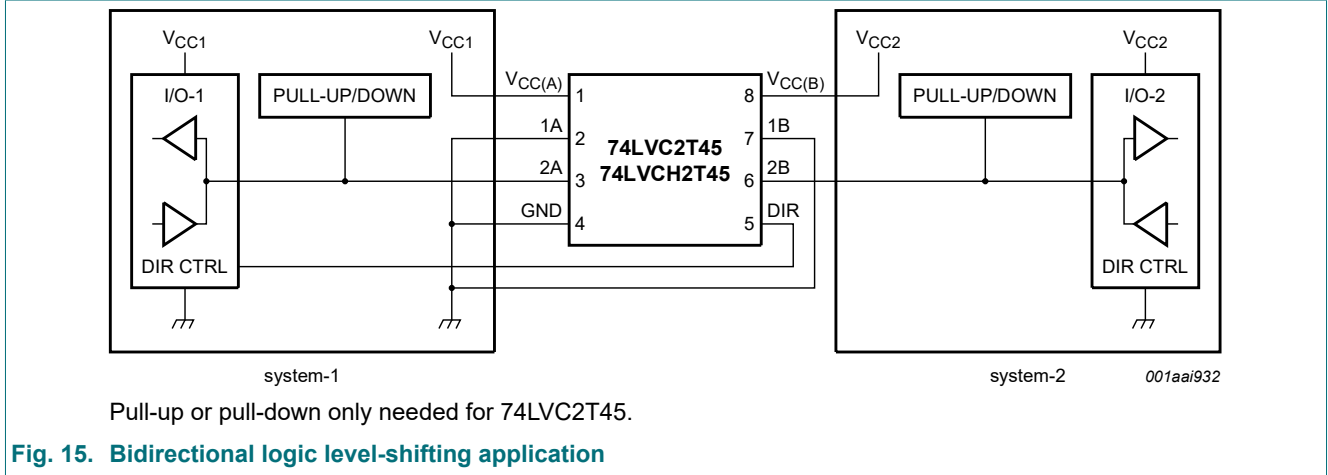 VCC1 VCC1 VCC2 VCC2
I/O-1 PULL-UP/DOWN VCC(A) VCC(B) PULL-UP/DOWN I/O-2
1 8
1A 1B
2 74LVC2T45 7
2A 74LVCH2T45 2B
3 6
GND DIR
4 5
DIR CTRL DIR CTRL
system-1 system-2 001aai932
Pull-up or pull-down only needed for 74LVC2T45.
Fig. 15. Bidirectional logic level-shifting application